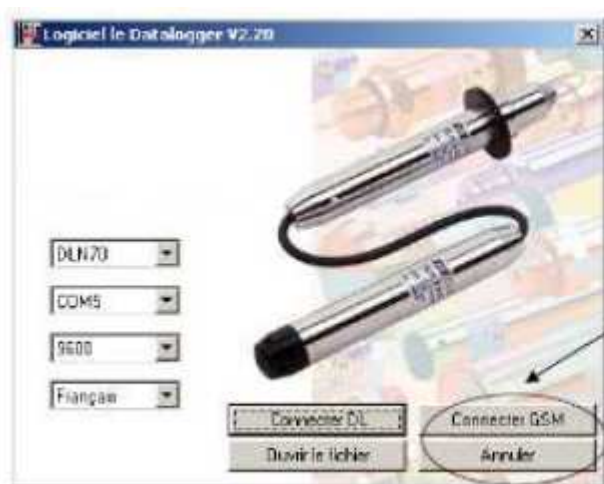 Logiciel le Datalogger V2.20
DLN70
COM5
9600
Français
Connecter DL
Connecter GSM
Ouvrir le fichier
Annuler